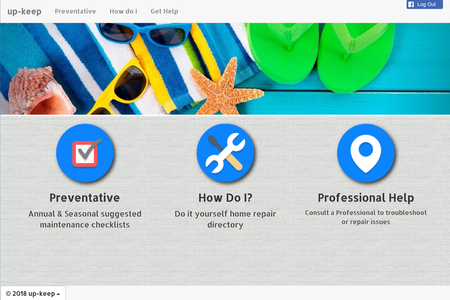 up-keep Preventative How do I Get Help Log Out
Preventative
Annual & Seasonal suggested
maintenance checklists
How Do I?
Do it yourself home repair
directory
Professional Help
Consult a Professional to troubleshoot
or repair issues
© 2018 up-keep